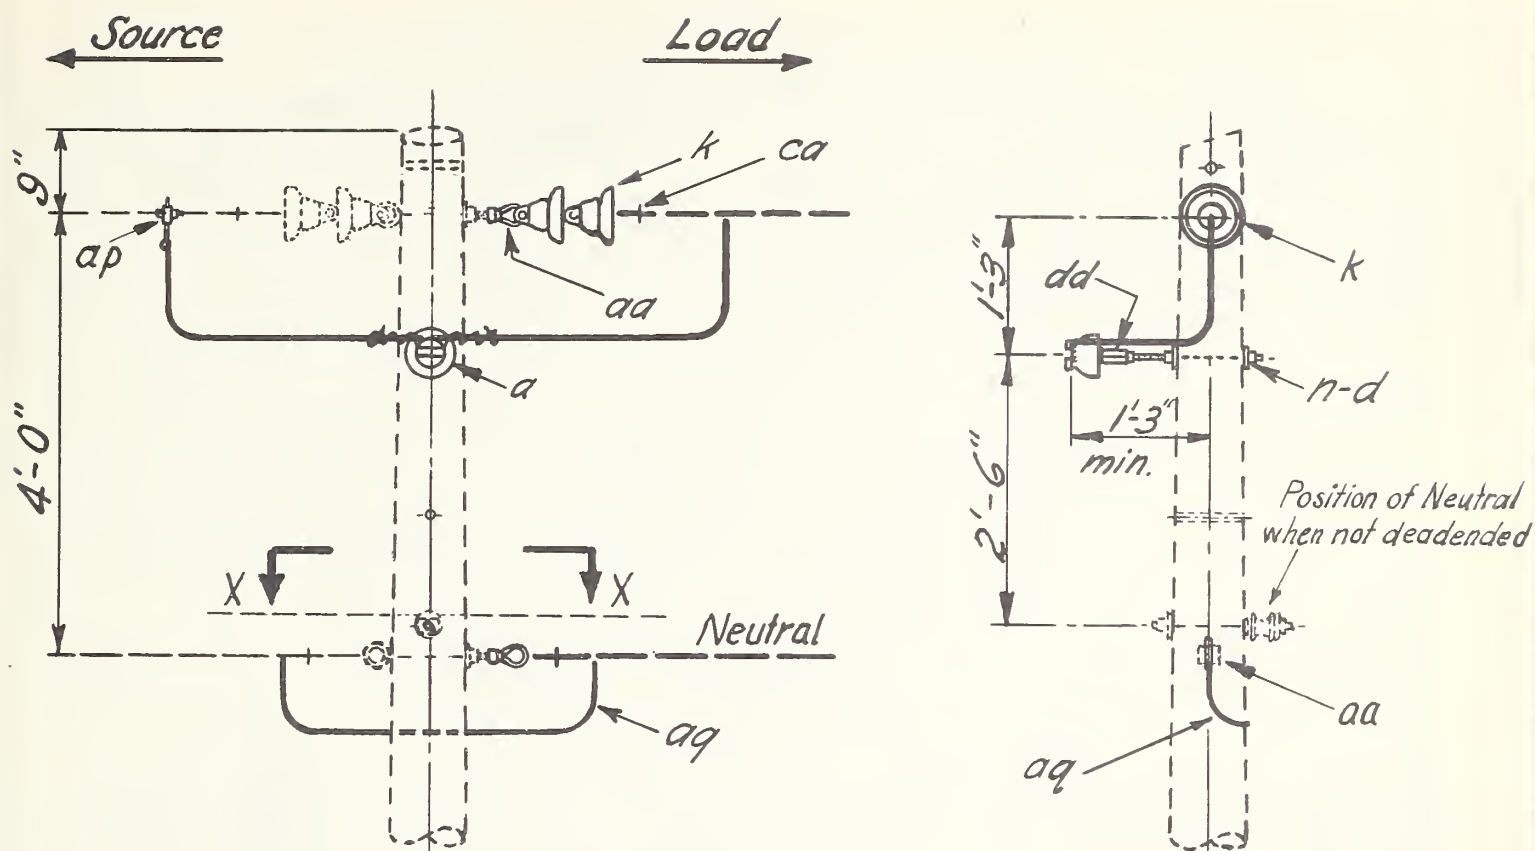 Source
Load
9"
k
ca
ap
aa
4'-0"
a
X
X
Neutral
aq
k
1'-3"
dd
n-d
1'-3"
min.
2'-6"
Position of Neutral
when not deadended
aa
aq